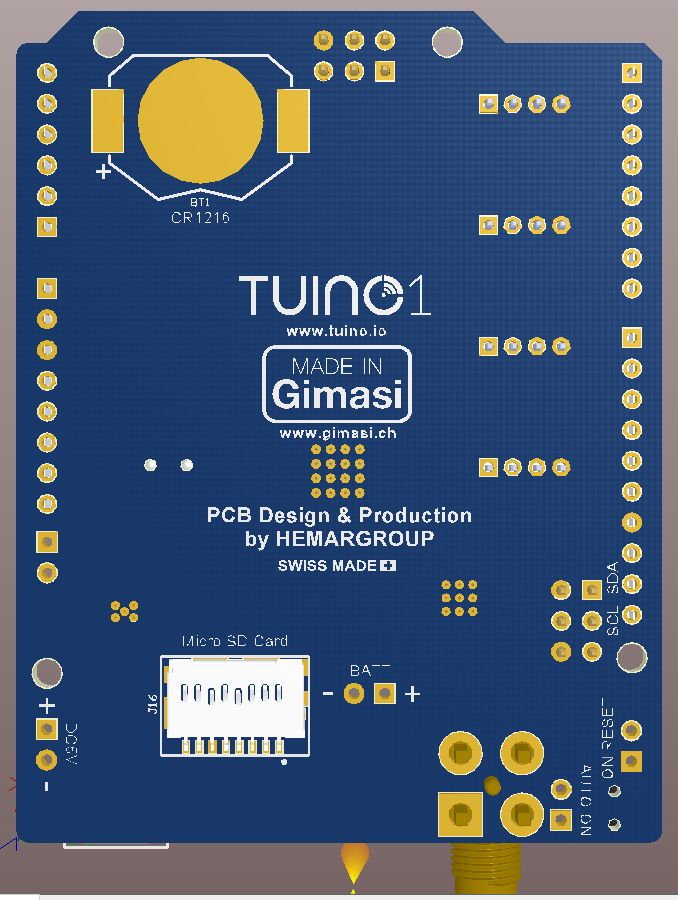 +
BT1
CR1216
TUINO1
www.tuino.io
MADE IN
Gimasi
www.gimasi.ch
PCB Design & Production
by HEMARGROUP
SWISS MADE
SCL SDA
Micro SD Card
J16
BATT
- +
+
-
ON RESET
NO AUTO